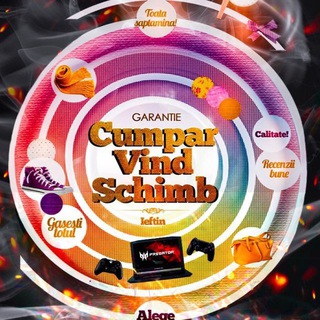 Toata
saptamina!
GARANTIE
Cumpar
Vind
Schimb
Ieftin
Calitate!
Recenzii
bune
Gasesti
totul
PREDATOR
Alege